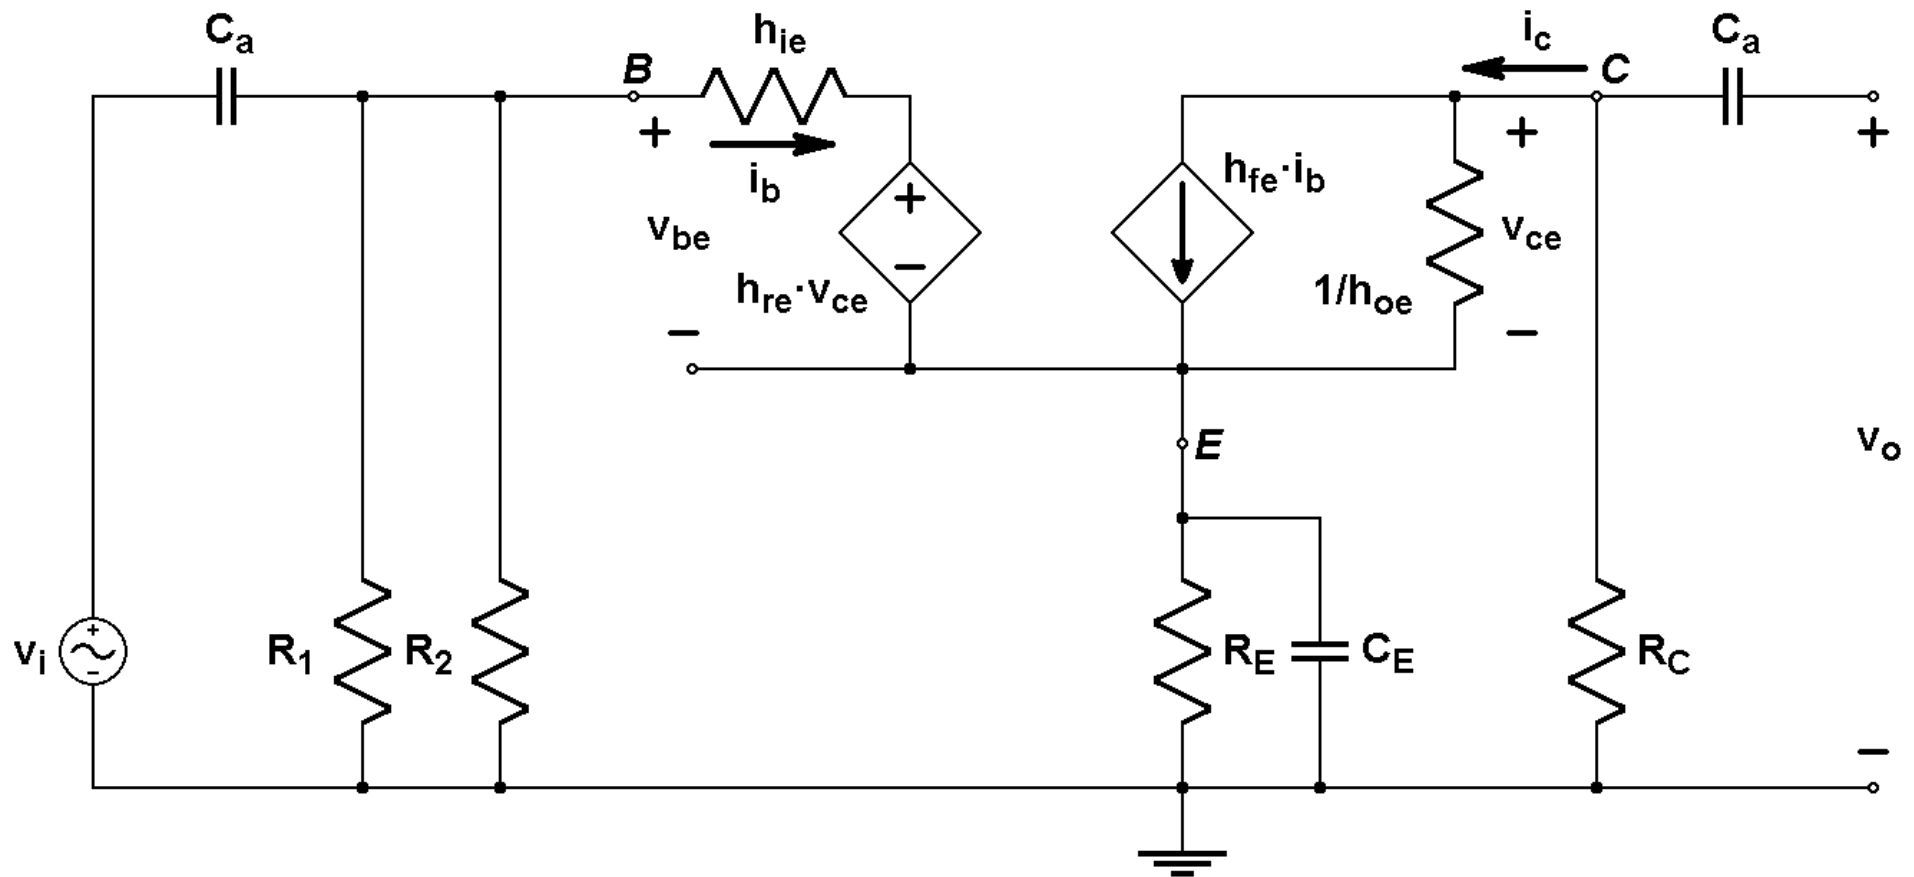 Ca
hie
ic
C
Ca
B
+
+
+
ib
hfe·ib
+
vbe
vce
−
hre·vce
1/hoe
−
−
E
vo
+
−
vi
R1
R2
RE
CE
RC
−